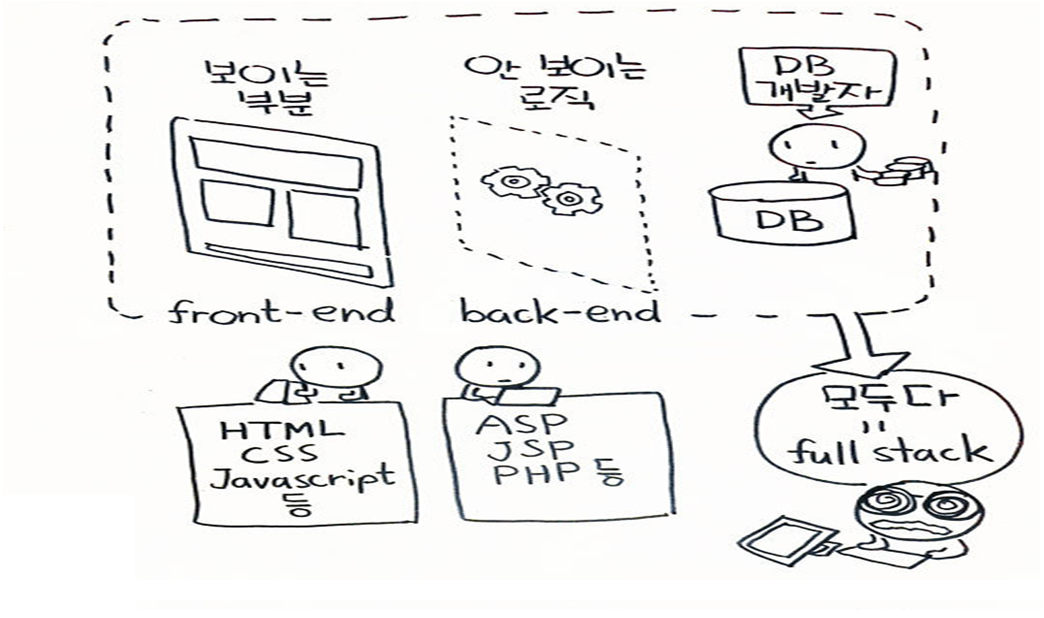 보이는
부분
안 보이는
로직
DB
개발자
DB
front-end
back-end
HTML
CSS
Javascript
등
ASP
JSP
PHP 등
모두 다
"
full stack